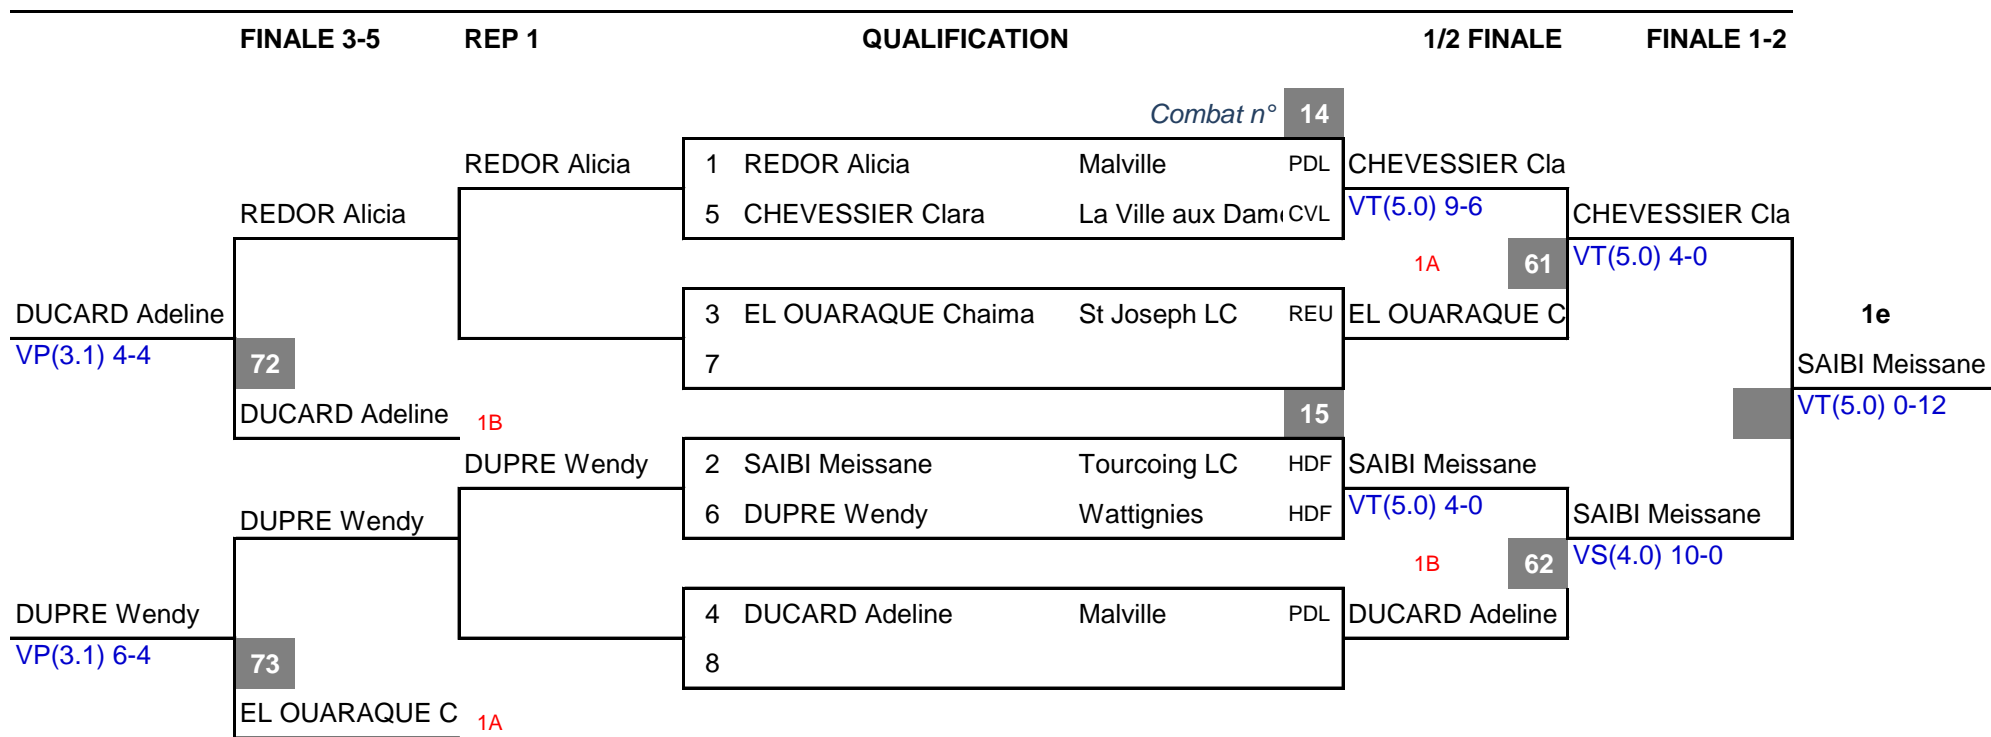 FINALE 3-5 REP 1 QUALIFICATION 1/2 FINALE FINALE 1-2
Combat n° 14
REDOR Alicia 1 REDOR Alicia Malville PDL CHEVESSIER Cla
REDOR Alicia 5 CHEVESSIER Clara La Ville aux Dam CVL VT(5.0) 9-6 CHEVESSIER Cla
1A 61 VT(5.0) 4-0
DUCARD Adeline 3 EL OUARAQUE Chaima St Joseph LC REU EL OUARAQUE C 1e
VP(3.1) 4-4 72 7 SAIBI Meissane
DUCARD Adeline 1B 15 VT(5.0) 0-12
DUPRE Wendy 2 SAIBI Meissane Tourcoing LC HDF SAIBI Meissane
DUPRE Wendy 6 DUPRE Wendy Wattignies HDF VT(5.0) 4-0 SAIBI Meissane
1B 62 VS(4.0) 10-0
DUPRE Wendy 4 DUCARD Adeline Malville PDL DUCARD Adeline
VP(3.1) 6-4 73 8
EL OUARAQUE C 1A